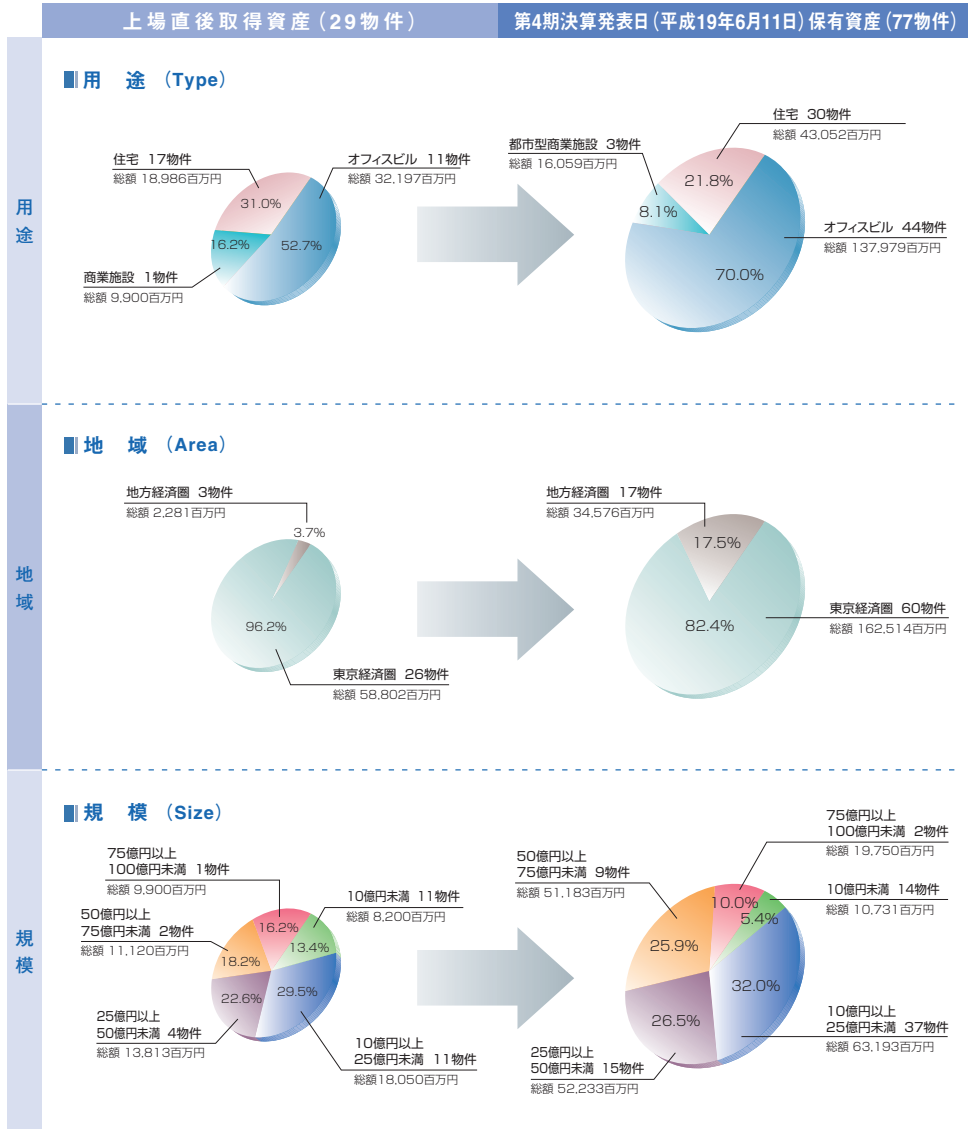 上場直後取得資産（29物件）
第4期決算発表日（平成19年6月11日）保有資産（77物件）
用途
用　途 （Type）
住宅 17物件
総額 18,986百万円
オフィスビル 11物件
総額 32,197百万円
商業施設 1物件
総額 9,900百万円
31.0%
16.2%
52.7%
住宅 30物件
総額 43,052百万円
都市型商業施設 3物件
総額 16,059百万円
オフィスビル 44物件
総額 137,979百万円
21.8%
8.1%
70.0%
地域
地　域 （Area）
地方経済圏 3物件
総額 2,281百万円
3.7%
96.2%
東京経済圏 26物件
総額 58,802百万円
地方経済圏 17物件
総額 34,576百万円
17.5%
82.4%
東京経済圏 60物件
総額 162,514百万円
規模
規　模 （Size）
75億円以上
100億円未満 1物件
総額 9,900百万円
10億円未満 11物件
総額 8,200百万円
50億円以上
75億円未満 2物件
総額 11,120百万円
25億円以上
50億円未満 4物件
総額 13,813百万円
10億円以上
25億円未満 11物件
総額18,050百万円
16.2%
13.4%
18.2%
22.6%
29.5%
75億円以上
100億円未満 2物件
総額 19,750百万円
50億円以上
75億円未満 9物件
総額 51,183百万円
10億円未満 14物件
総額 10,731百万円
10億円以上
25億円未満 37物件
総額 63,193百万円
25億円以上
50億円未満 15物件
総額 52,233百万円
10.0%
5.4%
25.9%
32.0%
26.5%